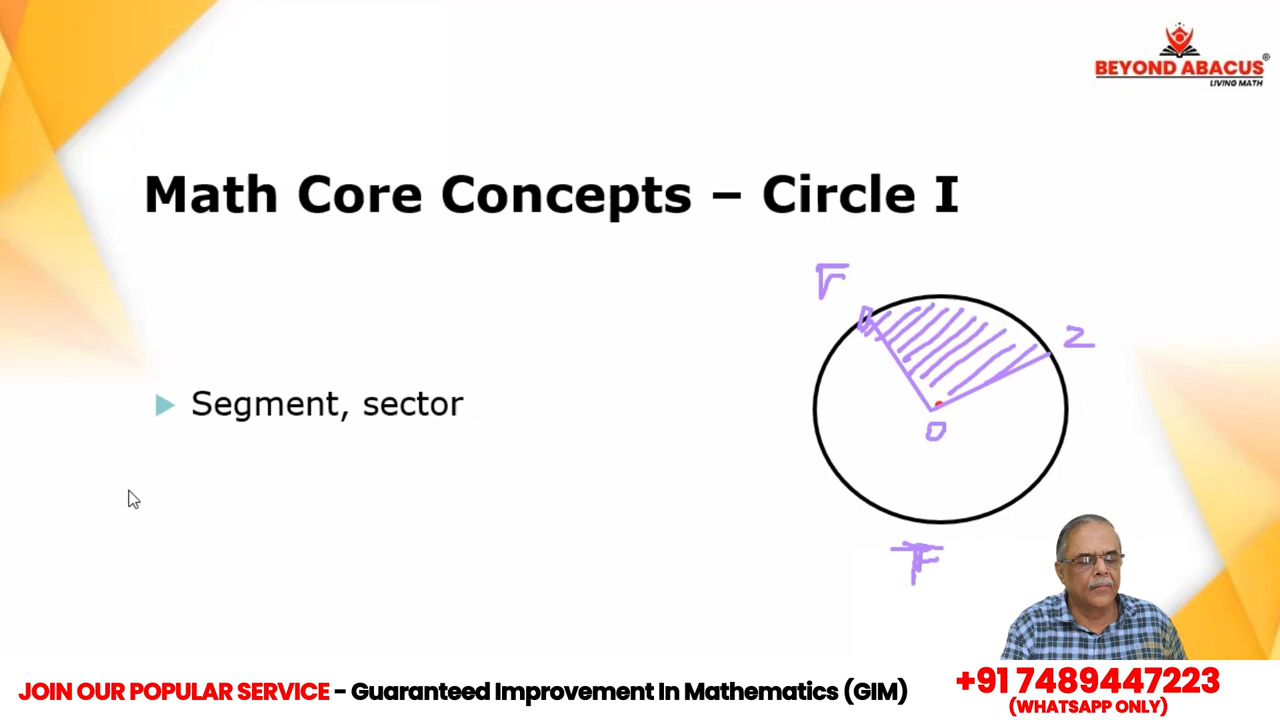 BEYOND ABACUS®
LIVING MATH
Math Core Concepts – Circle I
Segment, sector
O
JOIN OUR POPULAR SERVICE – Guaranteed Improvement In Mathematics (GIM)
+91 7489447223
(WHATSAPP ONLY)